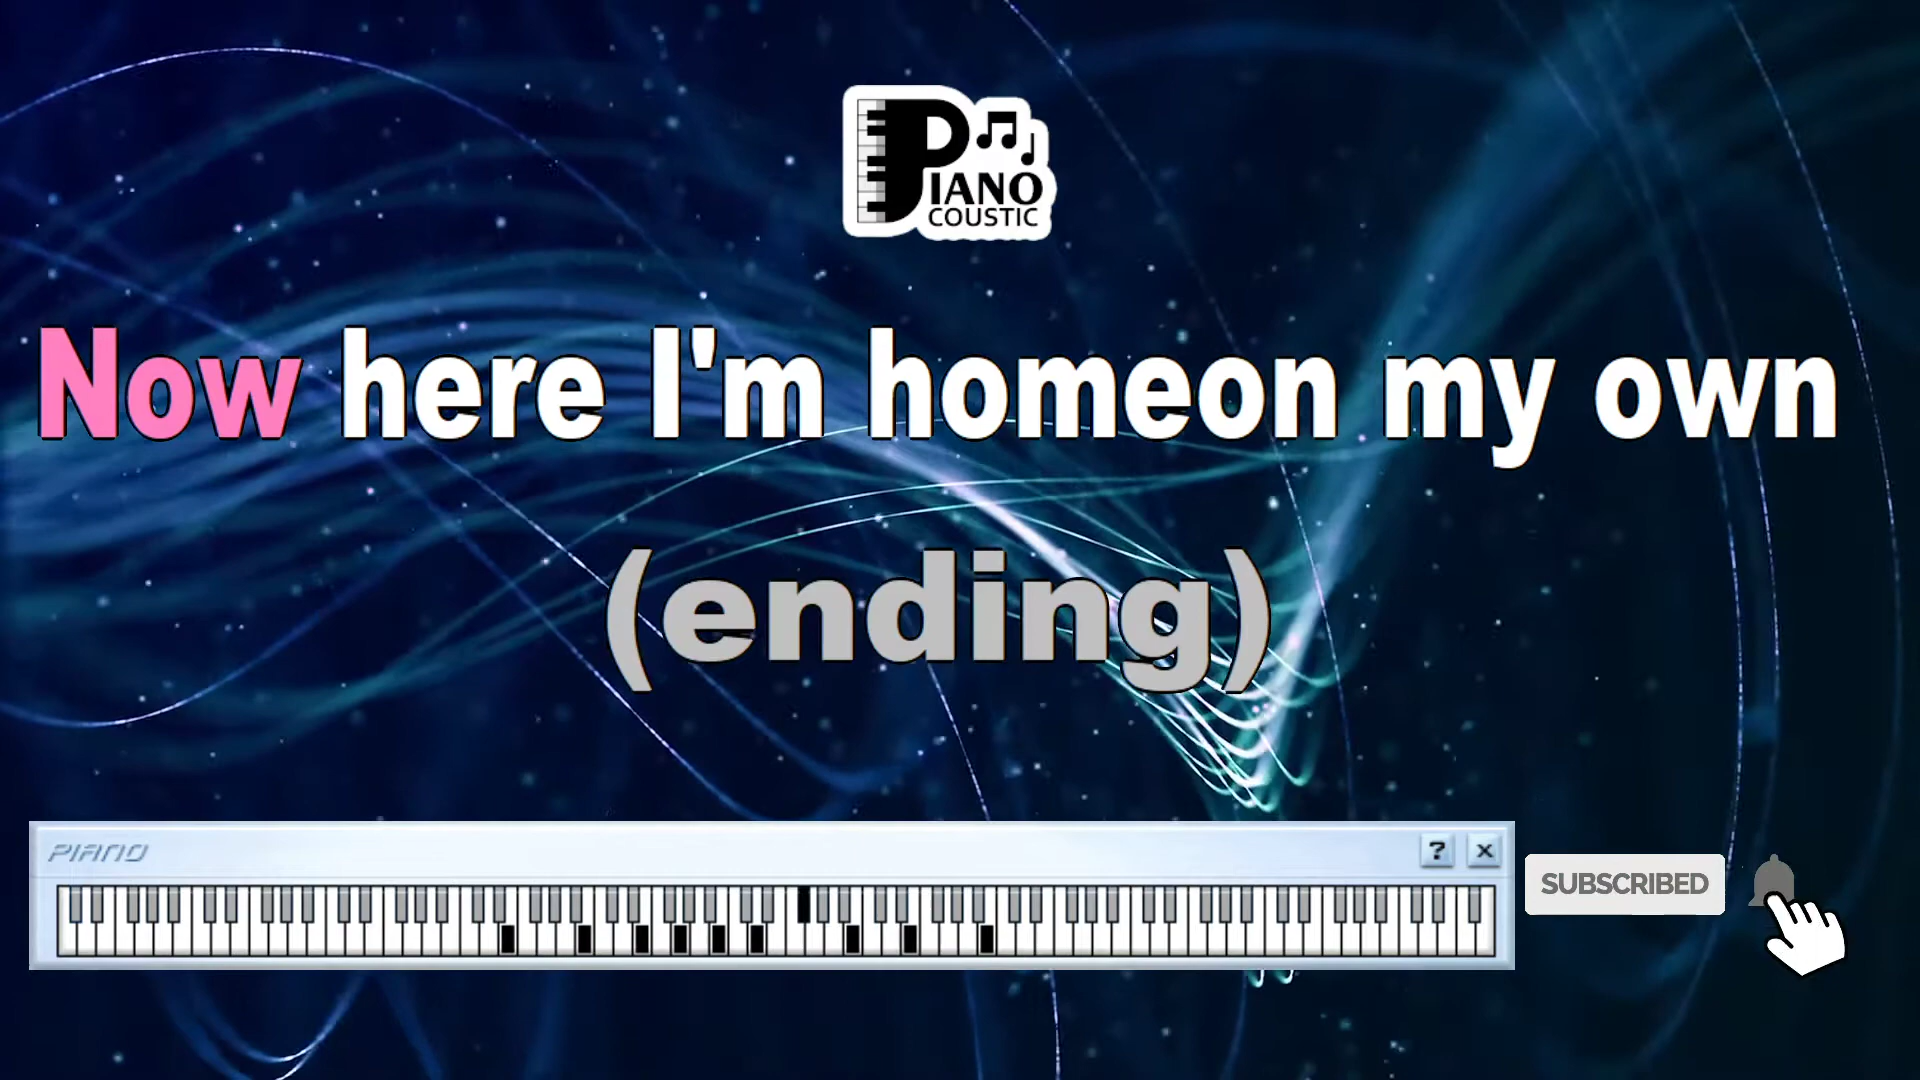 PIANO
COUSTIC
Now here I'm homeon my own
(ending)
PIANO
?
X
SUBSCRIBED